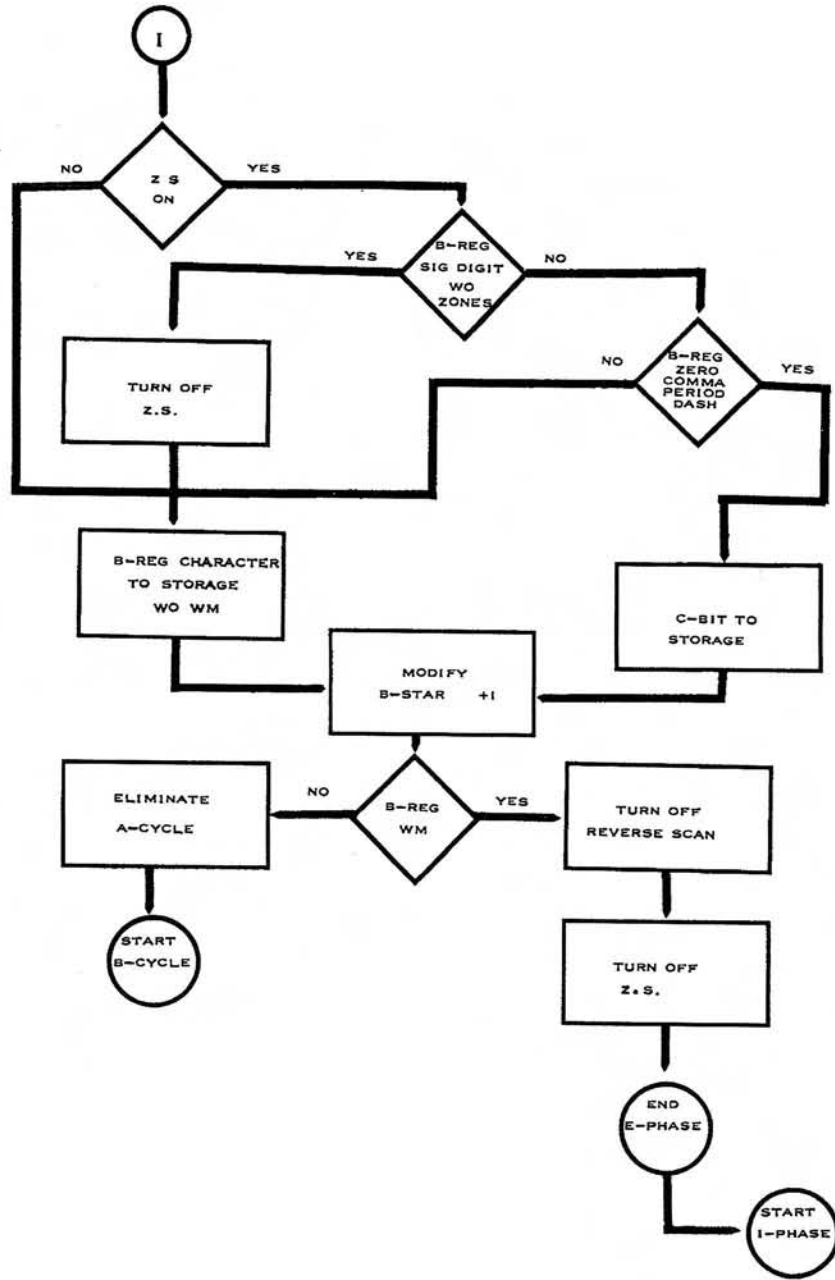 I
NO
YES
Z S
ON
B-REG
SIG DIGIT
WO
ZONES
YES
NO
B-REG
ZERO
COMMA
PERIOD
DASH
NO
YES
TURN OFF
Z.S.
B-REG CHARACTER
TO STORAGE
WO WM
C-BIT TO
STORAGE
MODIFY
B-STAR +1
ELIMINATE
A-CYCLE
NO
B-REG
WM
YES
TURN OFF
REVERSE SCAN
START
B-CYCLE
TURN OFF
Z.S.
END
E-PHASE
START
I-PHASE